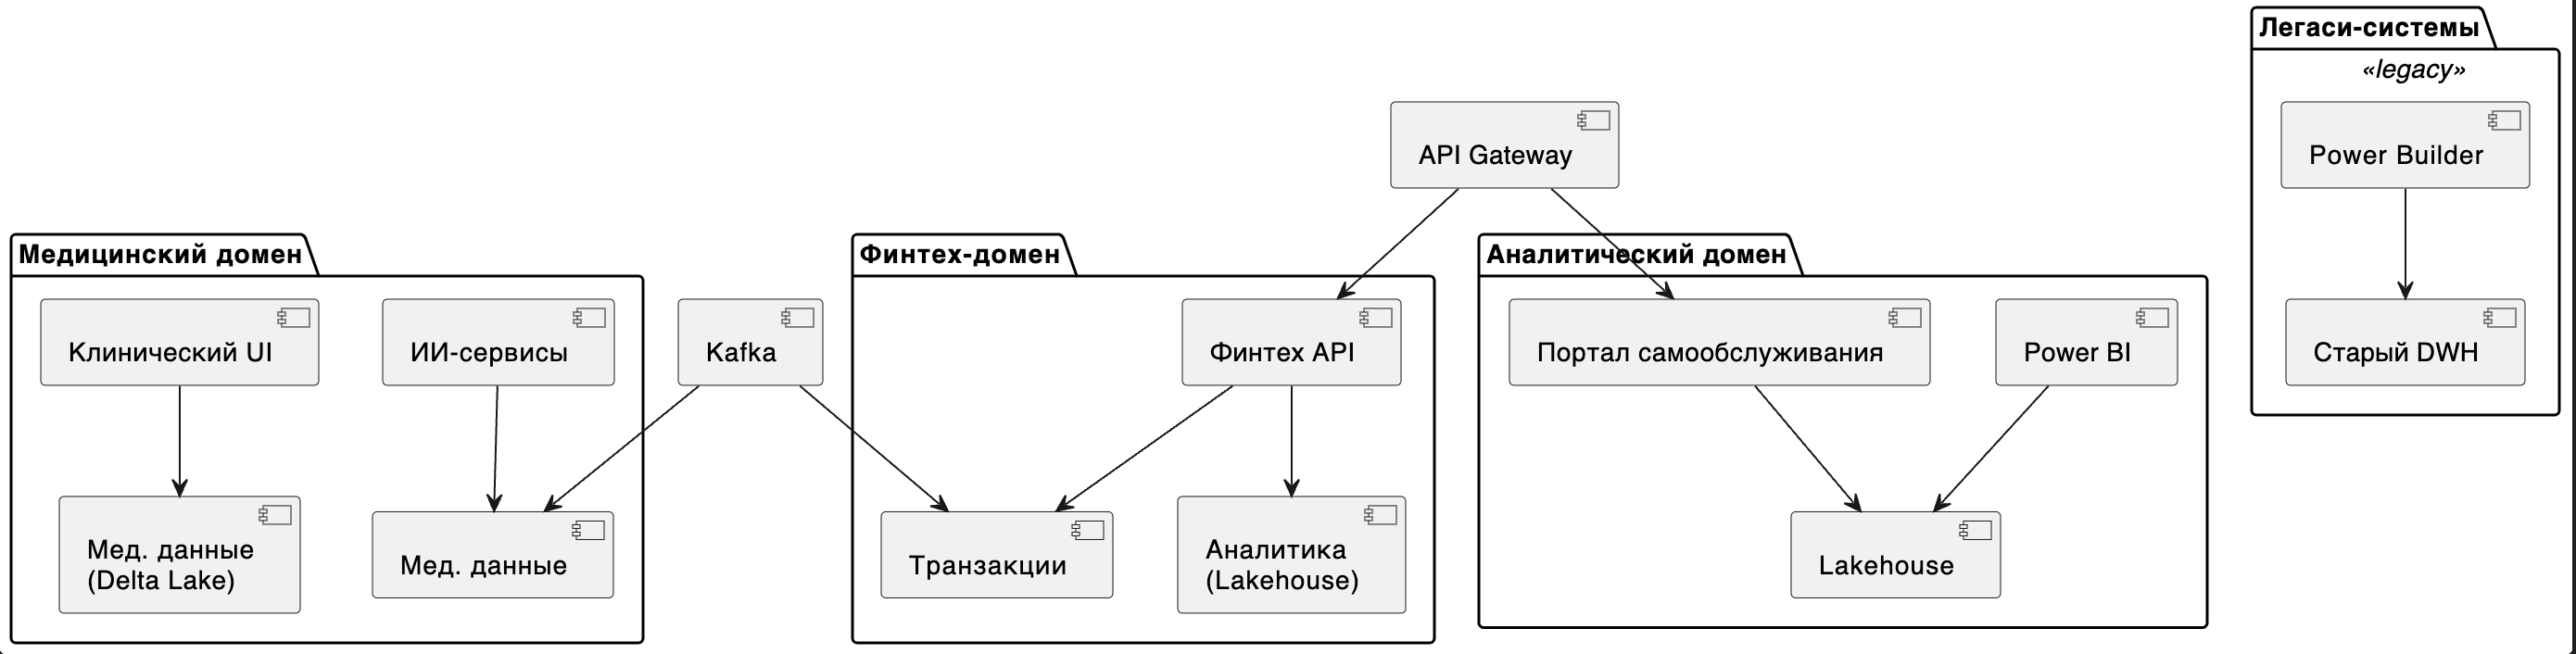 Легаси-системы
«legacy»
Power Builder
Старый DWH
API Gateway
Медицинский домен
Клинический UI
ИИ-сервисы
Мед. данные
(Delta Lake)
Мед. данные
Kafka
Финтех-домен
Финтех API
Транзакции
Аналитика
(Lakehouse)
Аналитический домен
Портал самообслуживания
Power BI
Lakehouse